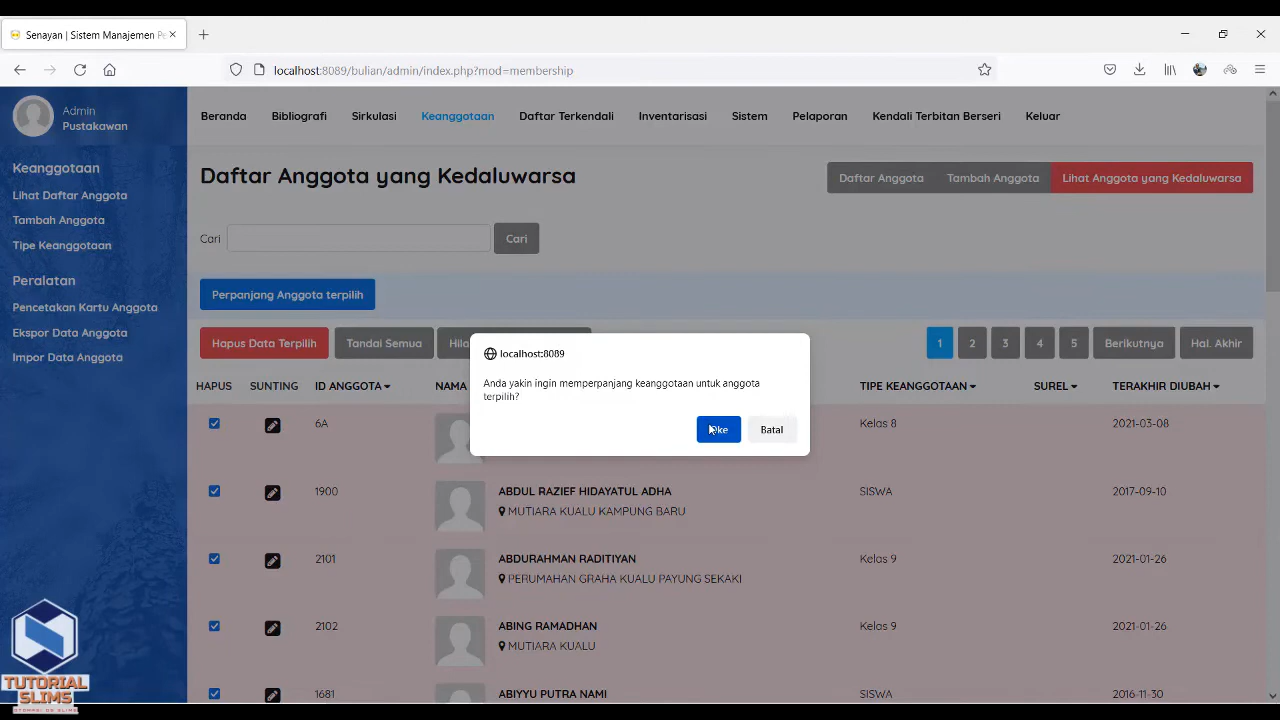 Senayan | Sistem Manajemen Pe
localhost:8089/bulian/admin/index.php?mod=membership
Admin
Pustakawan
Beranda
Bibliografi
Sirkulasi
Keanggotaan
Daftar Terkendali
Inventarisasi
Sistem
Pelaporan
Kendali Terbitan Berseri
Keluar
Keanggotaan
Lihat Daftar Anggota
Tambah Anggota
Tipe Keanggotaan
Peralatan
Pencetakan Kartu Anggota
Ekspor Data Anggota
Impor Data Anggota
Daftar Anggota yang Kedaluwarsa
Daftar Anggota
Tambah Anggota
Lihat Anggota yang Kedaluwarsa
Cari
Cari
Perpanjang Anggota terpilih
Hapus Data Terpilih
Tandai Semua
1
2
3
4
5
Berikutnya
Hal. Akhir
localhost:8089
Anda yakin ingin memperpanjang keanggotaan untuk anggota
terpilih?
Batal
HAPUS
SUNTING
ID ANGGOTA
NAMA
TIPE KEANGGOTAAN
SUREL
TERAKHIR DIUBAH
6A
Kelas 8
2021-03-08
1900
ABDUL RAZIEF HIDAYATUL ADHA
MUTIARA KUALU KAMPUNG BARU
SISWA
2017-09-10
2101
ABDURAHMAN RADITIYAN
PERUMAHAN GRAHA KUALU PAYUNG SEKAKI
Kelas 9
2021-01-26
2102
ABING RAMADHAN
MUTIARA KUALU
Kelas 9
2021-01-26
1681
ABIYYU PUTRA NAMI
SISWA
2016-11-30
TUTORIAL
SLIMS